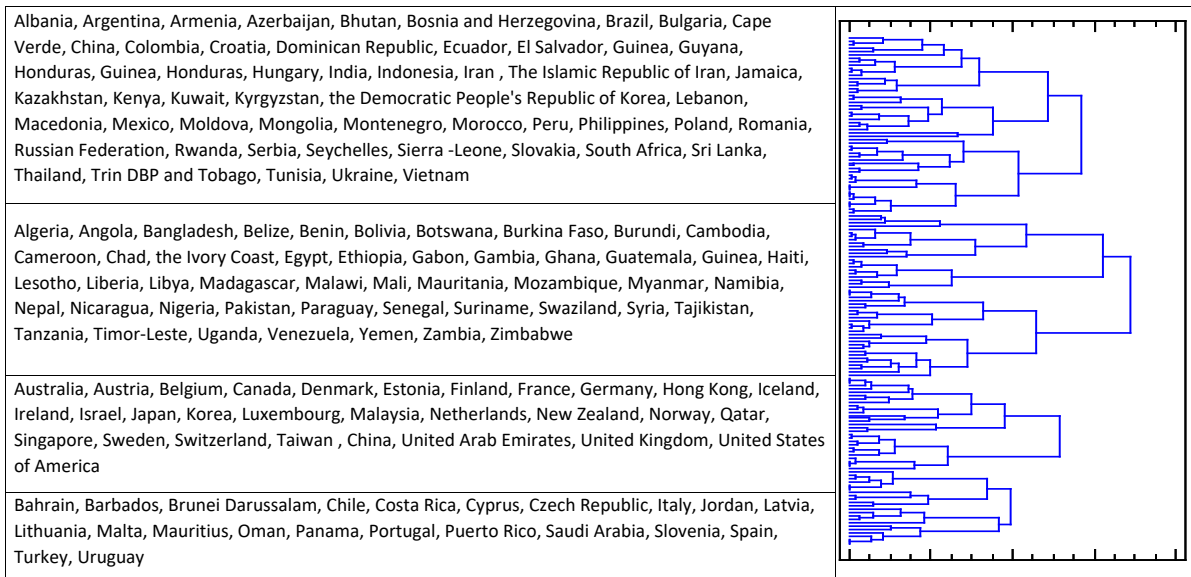 Albania, Argentina, Armenia, Azerbaijan, Bhutan, Bosnia and Herzegovina, Brazil, Bulgaria, Cape
Verde, China, Colombia, Croatia, Dominican Republic, Ecuador, El Salvador, Guinea, Guyana,
Honduras, Guinea, Honduras, Hungary, India, Indonesia, Iran , The Islamic Republic of Iran, Jamaica,
Kazakhstan, Kenya, Kuwait, Kyrgyzstan, the Democratic People's Republic of Korea, Lebanon,
Macedonia, Mexico, Moldova, Mongolia, Montenegro, Morocco, Peru, Philippines, Poland, Romania,
Russian Federation, Rwanda, Serbia, Seychelles, Sierra -Leone, Slovakia, South Africa, Sri Lanka,
Thailand, Trin DBP and Tobago, Tunisia, Ukraine, Vietnam
Algeria, Angola, Bangladesh, Belize, Benin, Bolivia, Botswana, Burkina Faso, Burundi, Cambodia,
Cameroon, Chad, the Ivory Coast, Egypt, Ethiopia, Gabon, Gambia, Ghana, Guatemala, Guinea, Haiti,
Lesotho, Liberia, Libya, Madagascar, Malawi, Mali, Mauritania, Mozambique, Myanmar, Namibia,
Nepal, Nicaragua, Nigeria, Pakistan, Paraguay, Senegal, Suriname, Swaziland, Syria, Tajikistan,
Tanzania, Timor-Leste, Uganda, Venezuela, Yemen, Zambia, Zimbabwe
Australia, Austria, Belgium, Canada, Denmark, Estonia, Finland, France, Germany, Hong Kong, Iceland,
Ireland, Israel, Japan, Korea, Luxembourg, Malaysia, Netherlands, New Zealand, Norway, Qatar,
Singapore, Sweden, Switzerland, Taiwan , China, United Arab Emirates, United Kingdom, United States
of America
Bahrain, Barbados, Brunei Darussalam, Chile, Costa Rica, Cyprus, Czech Republic, Italy, Jordan, Latvia,
Lithuania, Malta, Mauritius, Oman, Panama, Portugal, Puerto Rico, Saudi Arabia, Slovenia, Spain,
Turkey, Uruguay